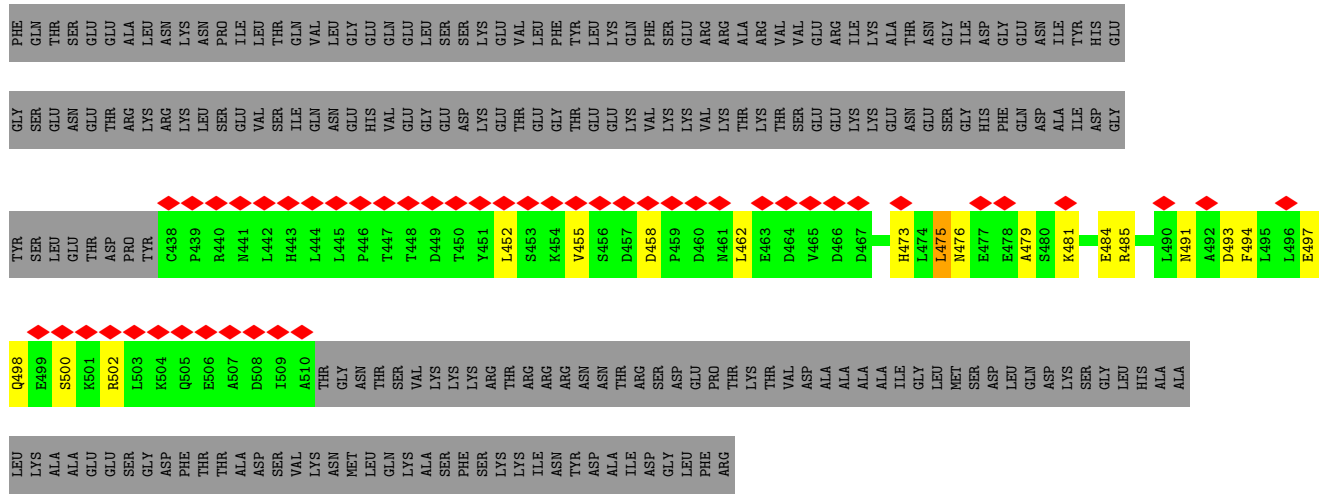 PHE GLN THR SER GLU GLU ALA LEU ASN LYS ASN PRO ILE LEU THR GLN VAL LEU GLY GLU GLN GLU LEU SER SER LYS GLU VAL LEU PHE TYR LEU LYS GLN PHE SER GLU ARG ARG ALA ARG VAL VAL GLU ARG ILE LYS ALA THR ASN GLY ILE ASP GLY GLU ASN ILE TYR HIS GLU
GLY SER GLU ASN GLU THR ARG LYS ARG LYS LEU SER GLU VAL SER ILE GLN ASN GLU HIS VAL GLU GLY GLU ASP LYS GLU THR GLU GLY THR GLU GLU LYS VAL LYS LYS VAL LYS THR LYS THR SER GLU GLU LYS LYS GLU ASN GLU SER GLY HIS PHE GLN ASP ALA ILE ASP GLY
TYR SER LEU GLU THR ASP PRO TYR C438 P439 R440 N441 L442 H443 L444 L445 P446 T447 T448 D449 T450 Y451 L452 S453 K454 V455 S456 D457 D458 P459 D460 N461 L462 E463 D464 V465 D466 D467 H473 L474 L475 N476 E477 E478 A479 S480 K481 E484 R485 L490 N491 A492 D493 F494 L495 L496 E497
Q498 E499 S500 K501 R502 L503 K504 Q505 E506 A507 D508 I509 A510 THR GLY ASN THR SER VAL LYS LYS LYS ARG THR ARG ARG ARG ASN ASN THR ARG SER ASP GLU PRO THR LYS THR VAL ASP ALA ALA ALA ALA ILE GLY LEU MET SER ASP LEU GLN ASP LYS SER GLY LEU HIS ALA ALA
LEU LYS ALA ALA GLU GLU SER GLY ASP PHE THR THR ALA ASP SER VAL LYS ASN MET LEU GLN LYS ALA SER PHE SER LYS LYS ILE ASN TYR ASP ALA ILE ASP GLY LEU PHE ARG